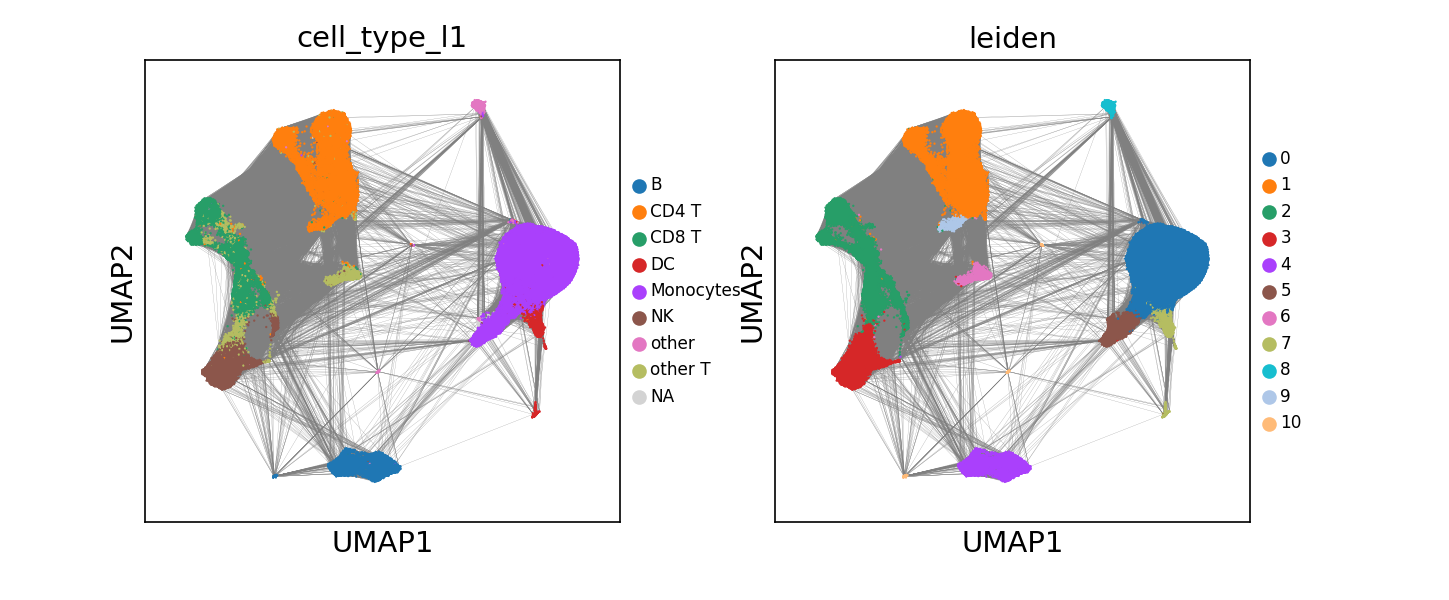 cell_type_l1
UMAP2
UMAP1
B
CD4 T
CD8 T
DC
Monocytes
NK
other
other T
NA
leiden
UMAP2
UMAP1
0
1
2
3
4
5
6
7
8
9
10